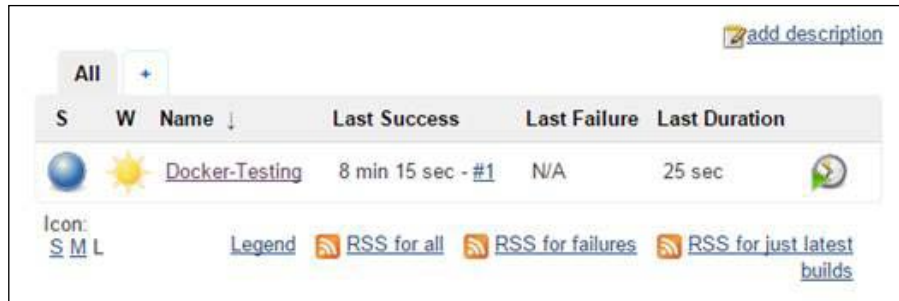 add description
All +
S W Name ↓ Last Success Last Failure Last Duration
Docker-Testing 8 min 15 sec - #1 N/A 25 sec
Icon:
S M L Legend RSS for all RSS for failures RSS for just latest
builds